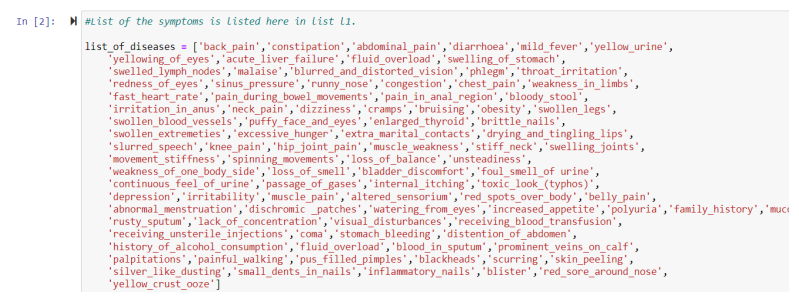 In [2]:
#List of the symptoms is listed here in list L1.
list_of_diseases = ['back_pain','constipation','abdominal_pain','diarrhoea','mild_fever','yellow_urine',
'yellowing_of_eyes','acute_liver_failure','fluid_overload','swelling_of_stomach',
'swelled_lymph_nodes','malaise','blurred_and_distorted_vision','phlegm','throat_irritation',
'redness_of_eyes','sinus_pressure','runny_nose','congestion','chest_pain','weakness_in_limbs',
'fast_heart_rate','pain_during_bowel_movements','pain_in_anal_region','bloody_stool',
'irritation_in_anus','neck_pain','dizziness','cramps','bruising','obesity','swollen_legs',
'swollen_blood_vessels','puffy_face_and_eyes','enlarged_thyroid','brittle_nails',
'swollen_extremeties','excessive_hunger','extra_marital_contacts','drying_and_tingling_lips',
'slurred_speech','knee_pain','hip_joint_pain','muscle_weakness','stiff_neck','swelling_joints',
'movement_stiffness','spinning_movements','loss_of_balance','unsteadiness',
'weakness_of_one_body_side','loss_of_smell','bladder_discomfort','foul_smell_of urine',
'continuous_feel_of_urine','passage_of_gases','internal_itching','toxic_look_(typhos)',
'depression','irritability','muscle_pain','altered_sensorium','red_spots_over_body','belly_pain',
'abnormal_menstruation','dischromic _patches','watering_from_eyes','increased_appetite','polyuria','family_history','muco
'rusty_sputum','lack_of_concentration','visual_disturbances','receiving_blood_transfusion',
'receiving_unsterile_injections','coma','stomach_bleeding','distention_of_abdomen',
'history_of_alcohol_consumption','fluid_overload','blood_in_sputum','prominent_veins_on_calf',
'palpitations','painful_walking','pus_filled_pimples','blackheads','scurring','skin_peeling',
'silver_like_dusting','small_dents_in_nails','inflammatory_nails','blister','red_sore_around_nose',
'yellow_crust_ooze']